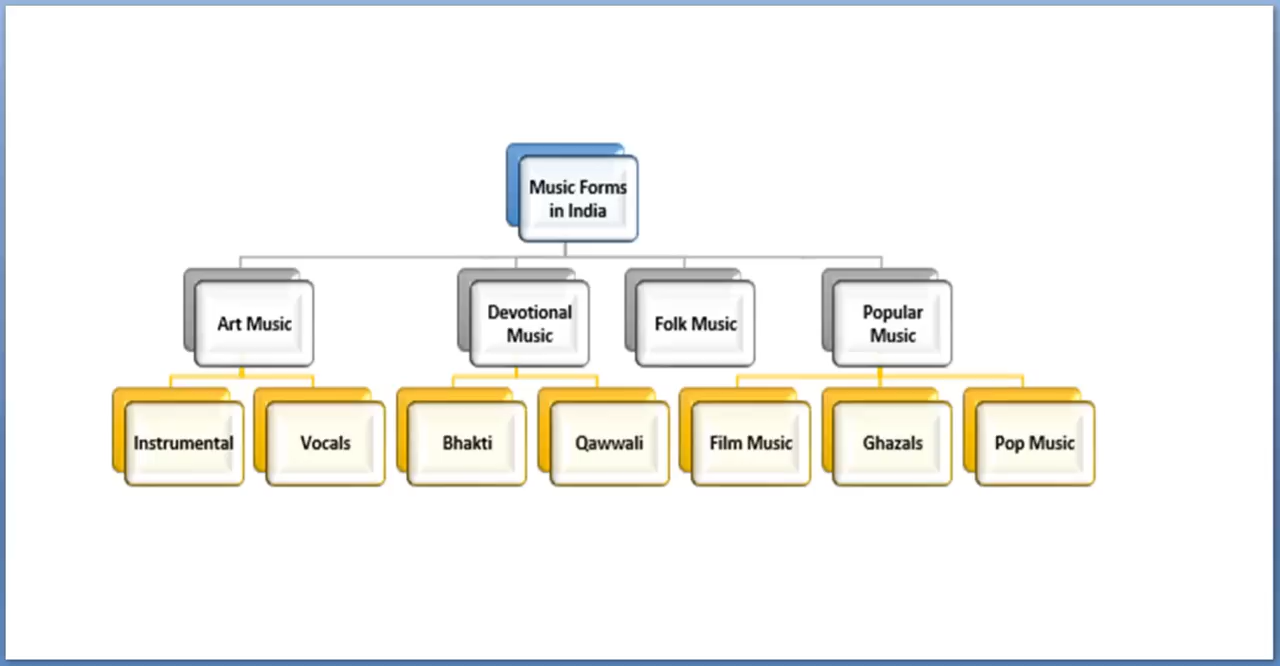 Music Forms
in India
Art Music
Devotional
Music
Folk Music
Popular
Music
Instrumental
Vocals
Bhakti
Qawwali
Film Music
Ghazals
Pop Music